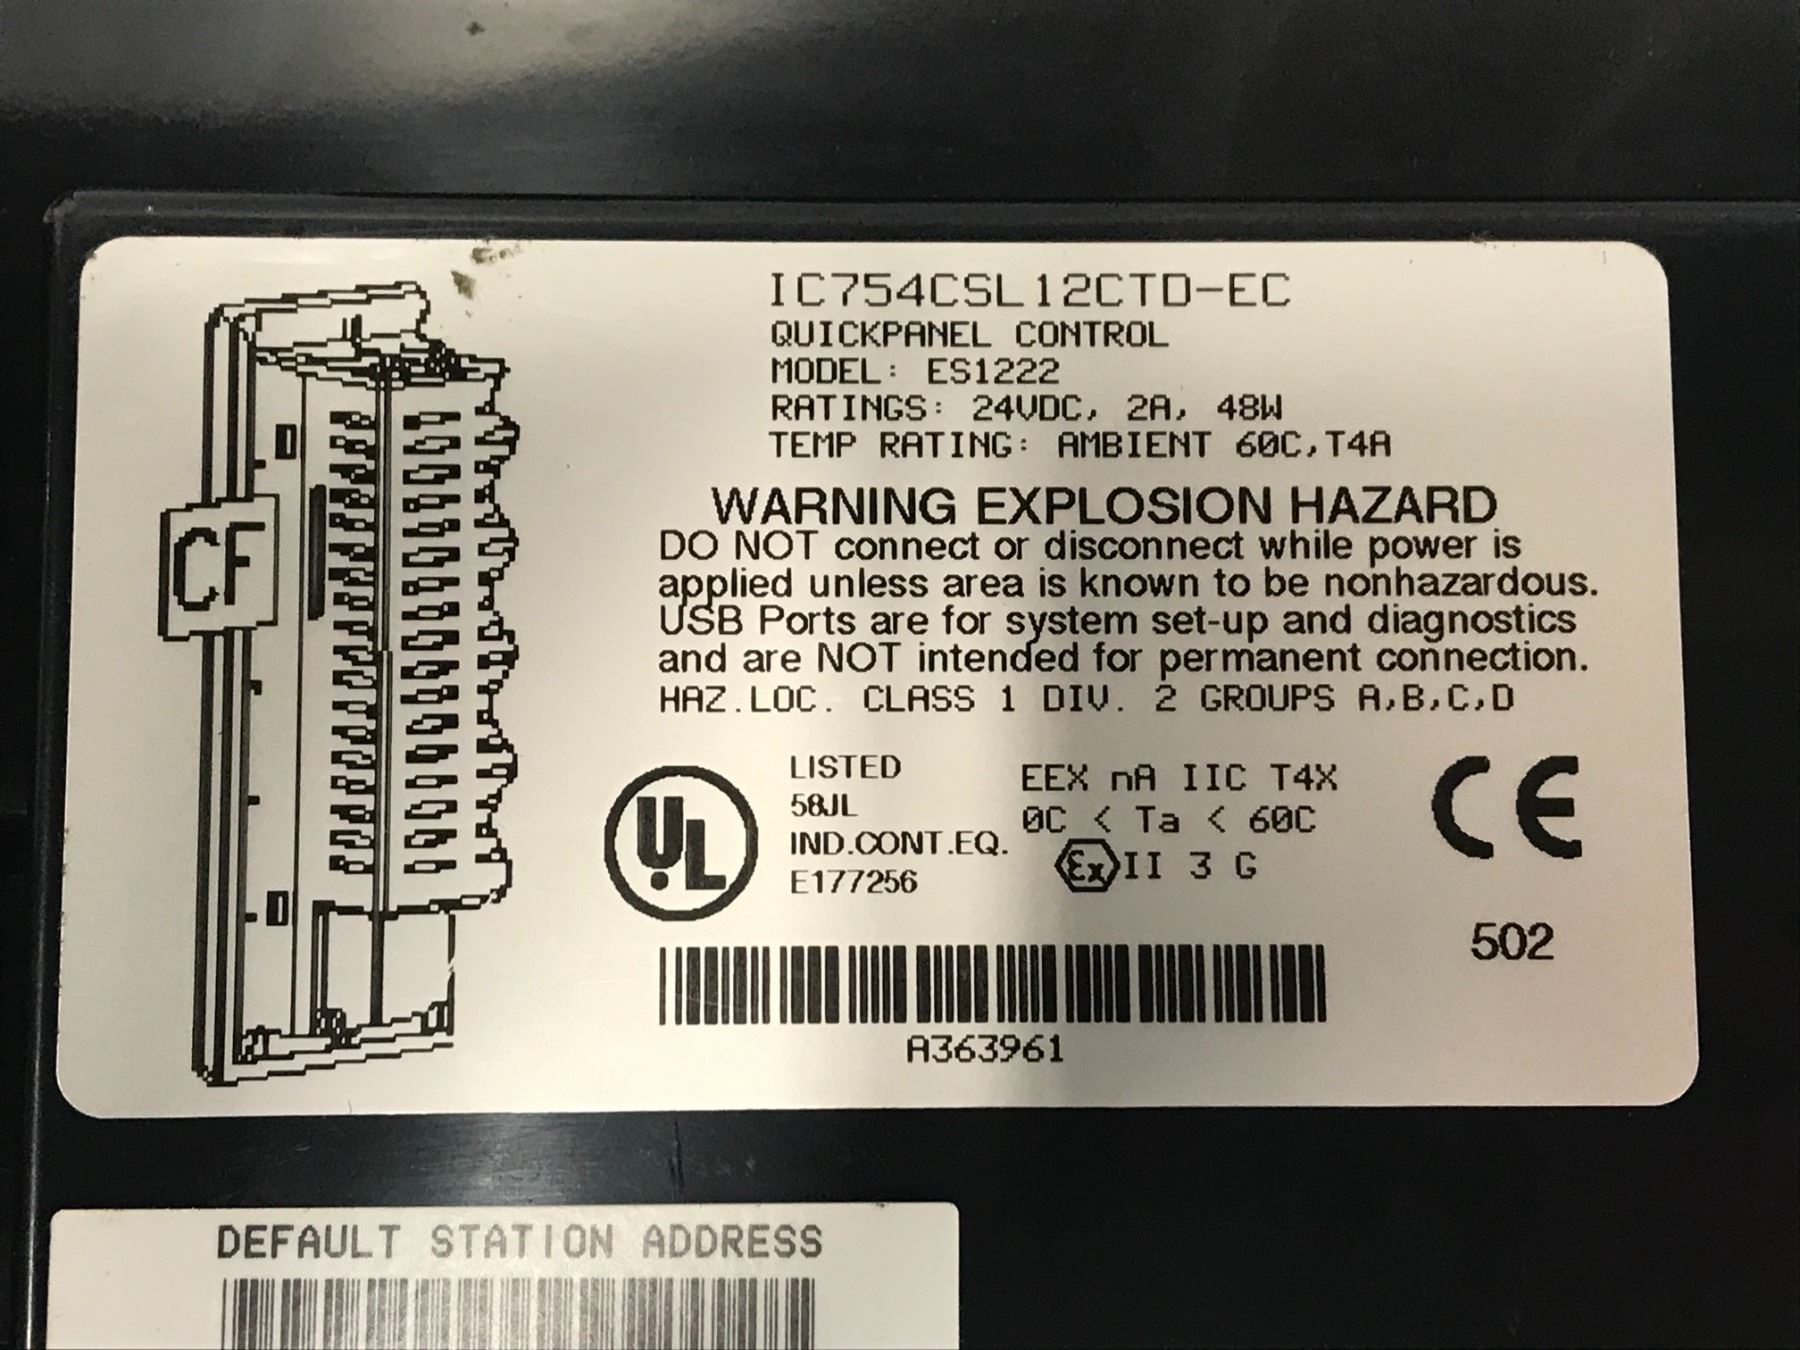 IC754CSL12CTD-EC
QUICKPANEL CONTROL
MODEL: ES1222
RATINGS: 24VDC, 2A, 48W
TEMP RATING: AMBIENT 60C,T4A
CF
WARNING EXPLOSION HAZARD
DO NOT connect or disconnect while power is
applied unless area is known to be nonhazardous.
USB Ports are for system set-up and diagnostics
and are NOT intended for permanent connection.
HAZ.LOC. CLASS 1 DIV. 2 GROUPS A,B,C,D
UL
LISTED
58JL
IND.CONT.EQ.
E177256
EEX nA IIC T4X
0C < Ta < 60C
Ex II 3 G
CE
502
A363961
DEFAULT STATION ADDRESS